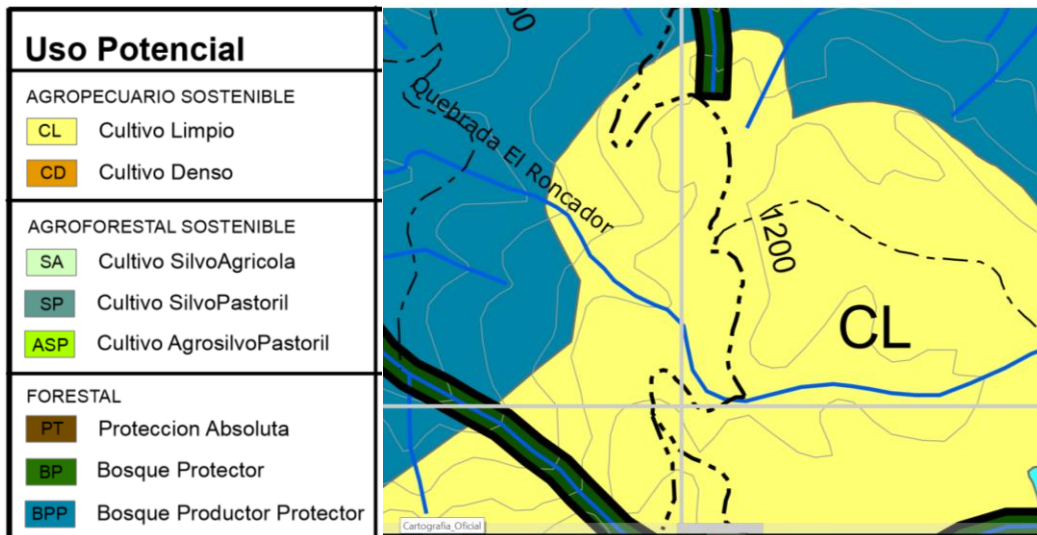 Uso Potencial
AGROPECUARIO SOSTENIBLE
CL Cultivo Limpio
CD Cultivo Denso
AGROFORESTAL SOSTENIBLE
SA Cultivo SilvoAgricola
SP Cultivo SilvoPastoril
ASP Cultivo AgrosilvoPastoril
FORESTAL
PT Proteccion Absoluta
BP Bosque Protector
BPP Bosque Productor Protector
00
Quebrada El Roncador
1200
CL
Cartografia_Oficial